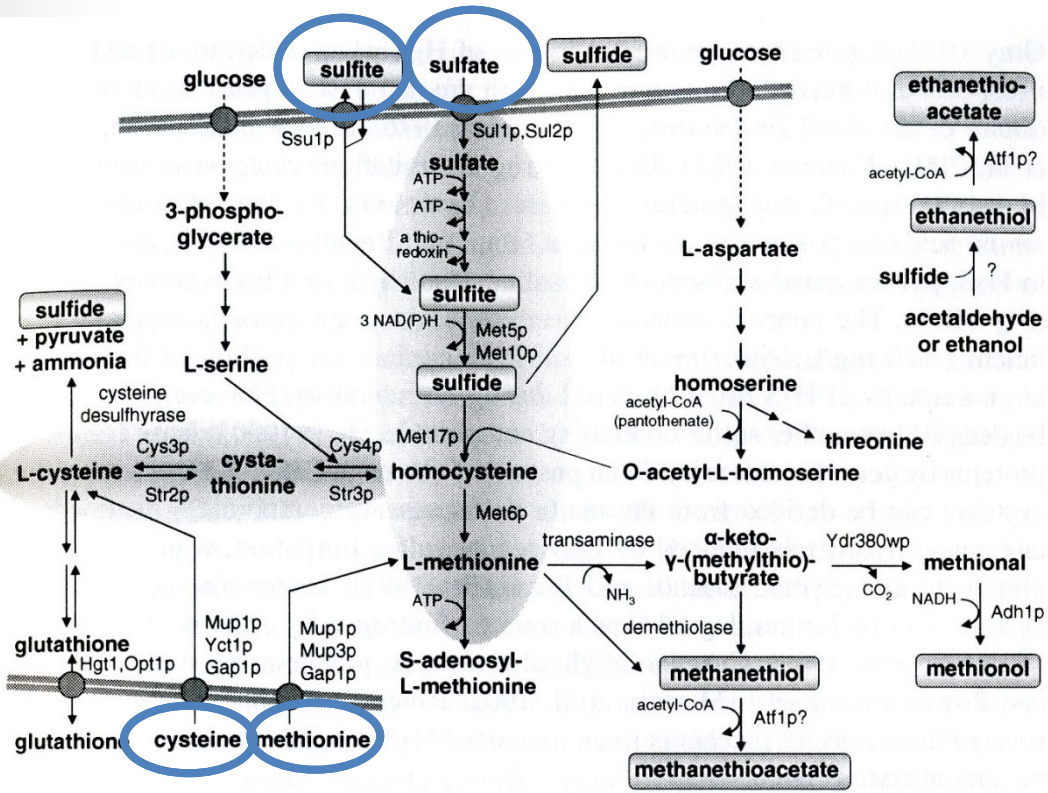 glucose
sulfite
sulfate
sulfide
glucose
ethanethio-
acetate
Ssu1p
Sul1p,Sul2p
sulfate
ATP
ATP
a thio-
redoxin
acetyl-CoA
Atf1p?
ethanethiol
sulfide
?
acetaldehyde
or ethanol
3-phospho-
glycerate
L-aspartate
sulfite
3 NAD(P)H
Met5p
Met10p
sulfide
sulfide
+ pyruvate
+ ammonia
L-serine
homoserine
acetyl-CoA
(pantothenate)
threonine
cysteine
desulfhyrase
Met17p
Cys3p
Cys4p
L-cysteine
cysta-
thionine
homocysteine
O-acetyl-L-homoserine
Str2p
Str3p
Met6p
L-methionine
transaminase
NH3
α-keto-
γ-(methylthio)-
butyrate
Ydr380wp
CO2
methional
NADH
Adh1p
methionol
ATP
demethiolase
S-adenosyl-
L-methionine
methanethiol
acetyl-CoA
Atf1p?
methanethioacetate
glutathione
Hgt1,Opt1p
Mup1p
Yct1p
Gap1p
Mup1p
Mup3p
Gap1p
glutathione
cysteine
methionine